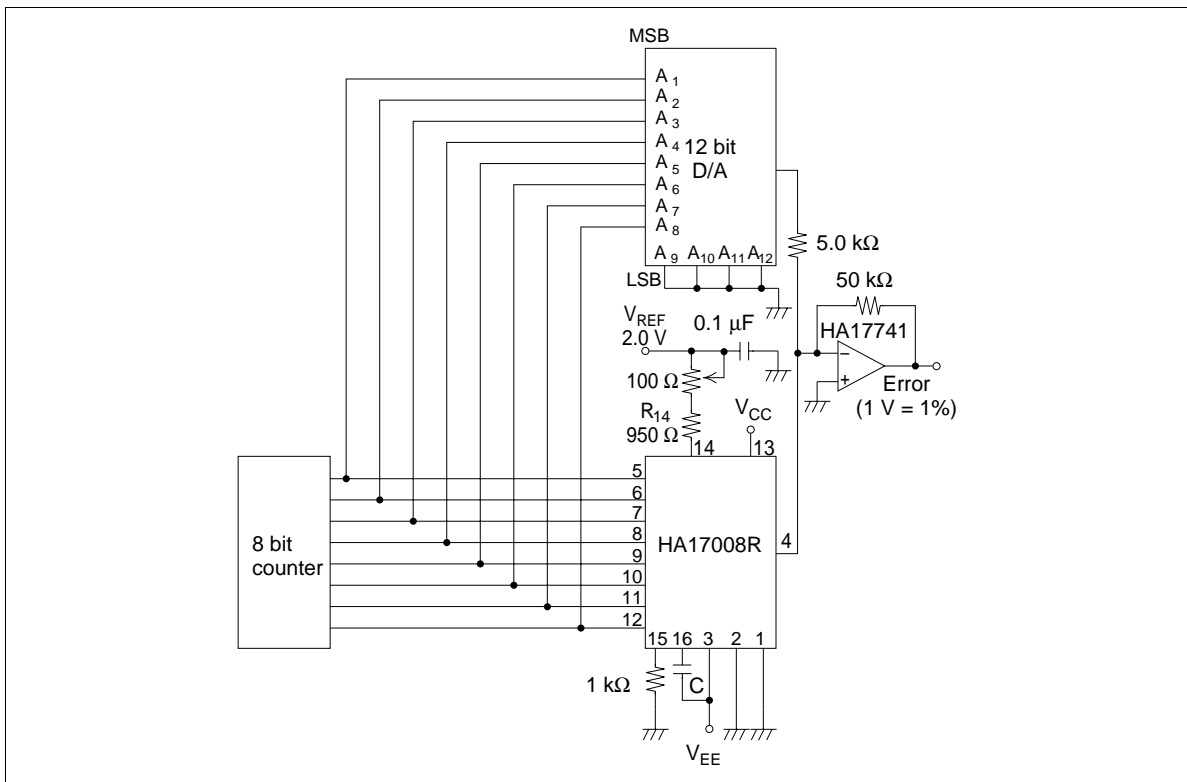 MSB
A1
A2
A3
A4
A5
A6
A7
A8
12 bit
D/A
A9 A10 A11 A12
LSB
5.0 kΩ
50 kΩ
HA17741
−
+
Error
(1 V = 1%)
VREF
2.0 V
0.1 μF
100 Ω
R14
950 Ω
VCC
14 13
8 bit
counter
5
6
7
8
9
10
11
12
HA17008R
4
15 16 3 2 1
1 kΩ
C
VEE